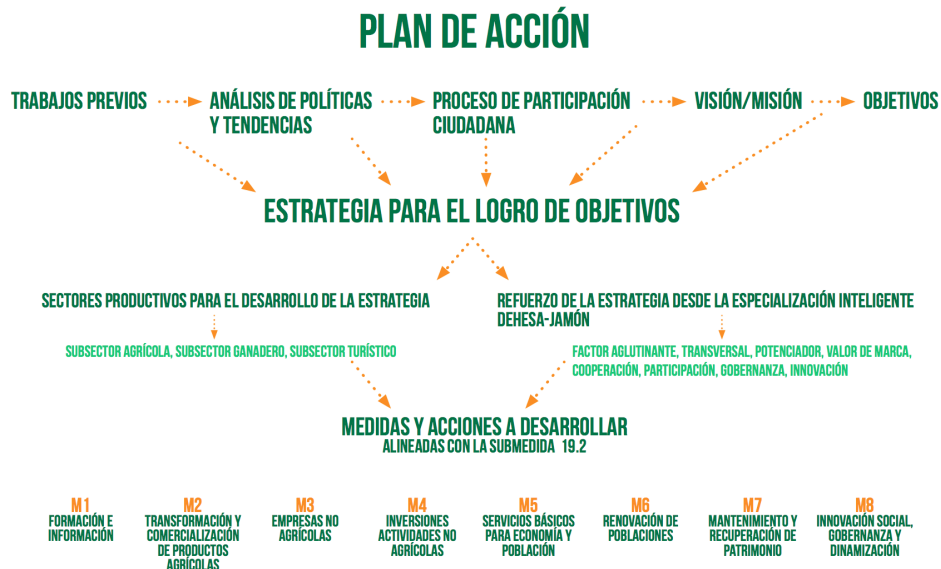 PLAN DE ACCIÓN
TRABAJOS PREVIOS
ANÁLISIS DE POLÍTICAS
Y TENDENCIAS
PROCESO DE PARTICIPACIÓN
CIUDADANA
VISIÓN/MISIÓN
OBJETIVOS
ESTRATEGIA PARA EL LOGRO DE OBJETIVOS
SECTORES PRODUCTIVOS PARA EL DESARROLLO DE LA ESTRATEGIA
SUBSECTOR AGRÍCOLA, SUBSECTOR GANADERO, SUBSECTOR TURÍSTICO
REFUERZO DE LA ESTRATEGIA DESDE LA ESPECIALIZACIÓN INTELIGENTE
DEHESA-JAMÓN
FACTOR AGLUTINANTE, TRANSVERSAL, POTENCIADOR, VALOR DE MARCA,
COOPERACIÓN, PARTICIPACIÓN, GOBERNANZA, INNOVACIÓN
MEDIDAS Y ACCIONES A DESARROLLAR
ALINEADAS CON LA SUBMEDIDA 19.2
M1
FORMACIÓN E
INFORMACIÓN
M2
TRANSFORMACIÓN Y
COMERCIALIZACIÓN
DE PRODUCTOS
AGRÍCOLAS
M3
EMPRESAS NO
AGRÍCOLAS
M4
INVERSIONES
ACTIVIDADES NO
AGRÍCOLAS
M5
SERVICIOS BÁSICOS
PARA ECONOMÍA Y
POBLACIÓN
M6
RENOVACIÓN DE
POBLACIONES
M7
MANTENIMIENTO Y
RECUPERACIÓN DE
PATRIMONIO
M8
INNOVACIÓN SOCIAL,
GOBERNANZA Y
DINAMIZACIÓN